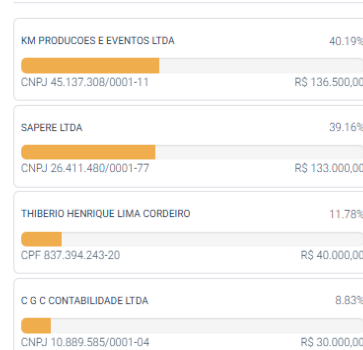 KM PRODUCOES E EVENTOS LTDA 40.19%
CNPJ 45.137.308/0001-11 R$ 136.500,00
SAPERE LTDA 39.16%
CNPJ 26.411.480/0001-77 R$ 133.000,00
THIBERIO HENRIQUE LIMA CORDEIRO 11.78%
CPF 837.394.243-20 R$ 40.000,00
C G C CONTABILIDADE LTDA 8.83%
CNPJ 10.889.585/0001-04 R$ 30.000,00